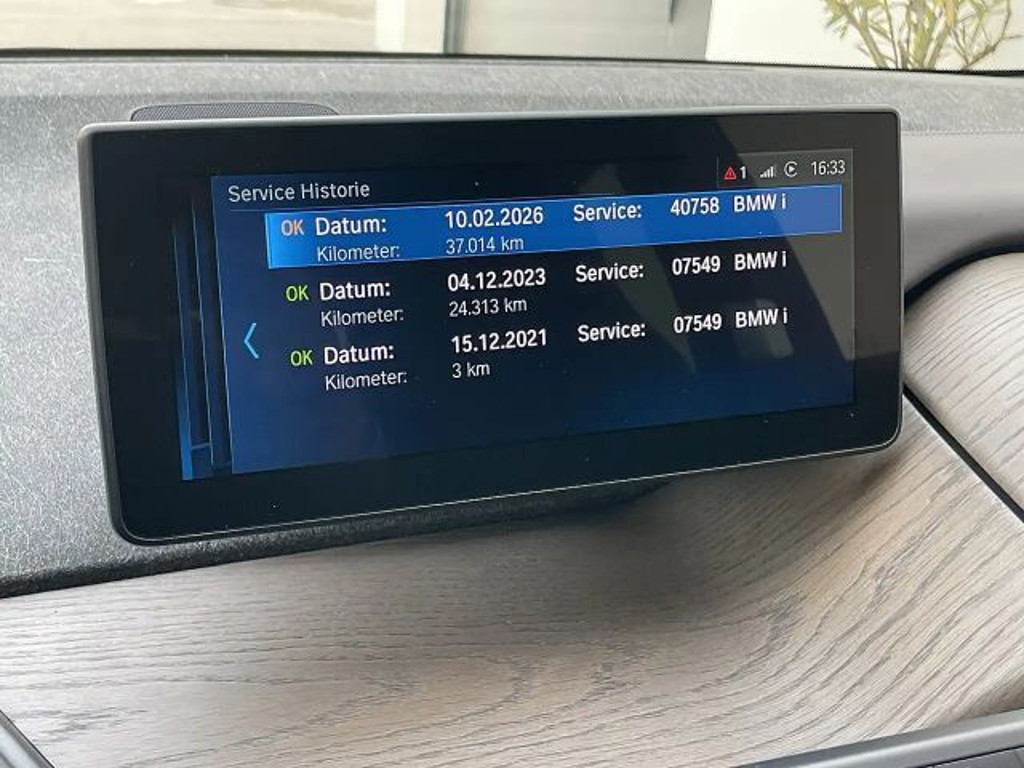 1 16:33
Service Historie
OK Datum: 10.02.2026 Service: 40758 BMW i
Kilometer: 37.014 km
OK Datum: 04.12.2023 Service: 07549 BMW i
Kilometer: 24.313 km
OK Datum: 15.12.2021 Service: 07549 BMW i
Kilometer: 3 km